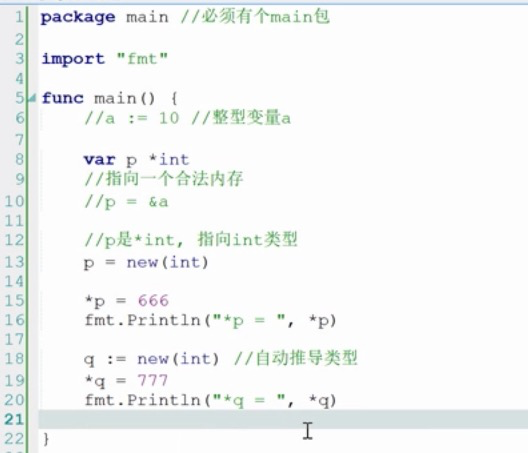 1 package main //必须有个main包
2
3 import "fmt"
4
5 func main() {
6 //a := 10 //整型变量a
7
8 var p *int
9 //指向一个合法内存
10 //p = &a
11
12 //p是*int, 指向int类型
13 p = new(int)
14
15 *p = 666
16 fmt.Println("*p = ", *p)
17
18 q := new(int) //自动推导类型
19 *q = 777
20 fmt.Println("*q = ", *q)
21
22 }